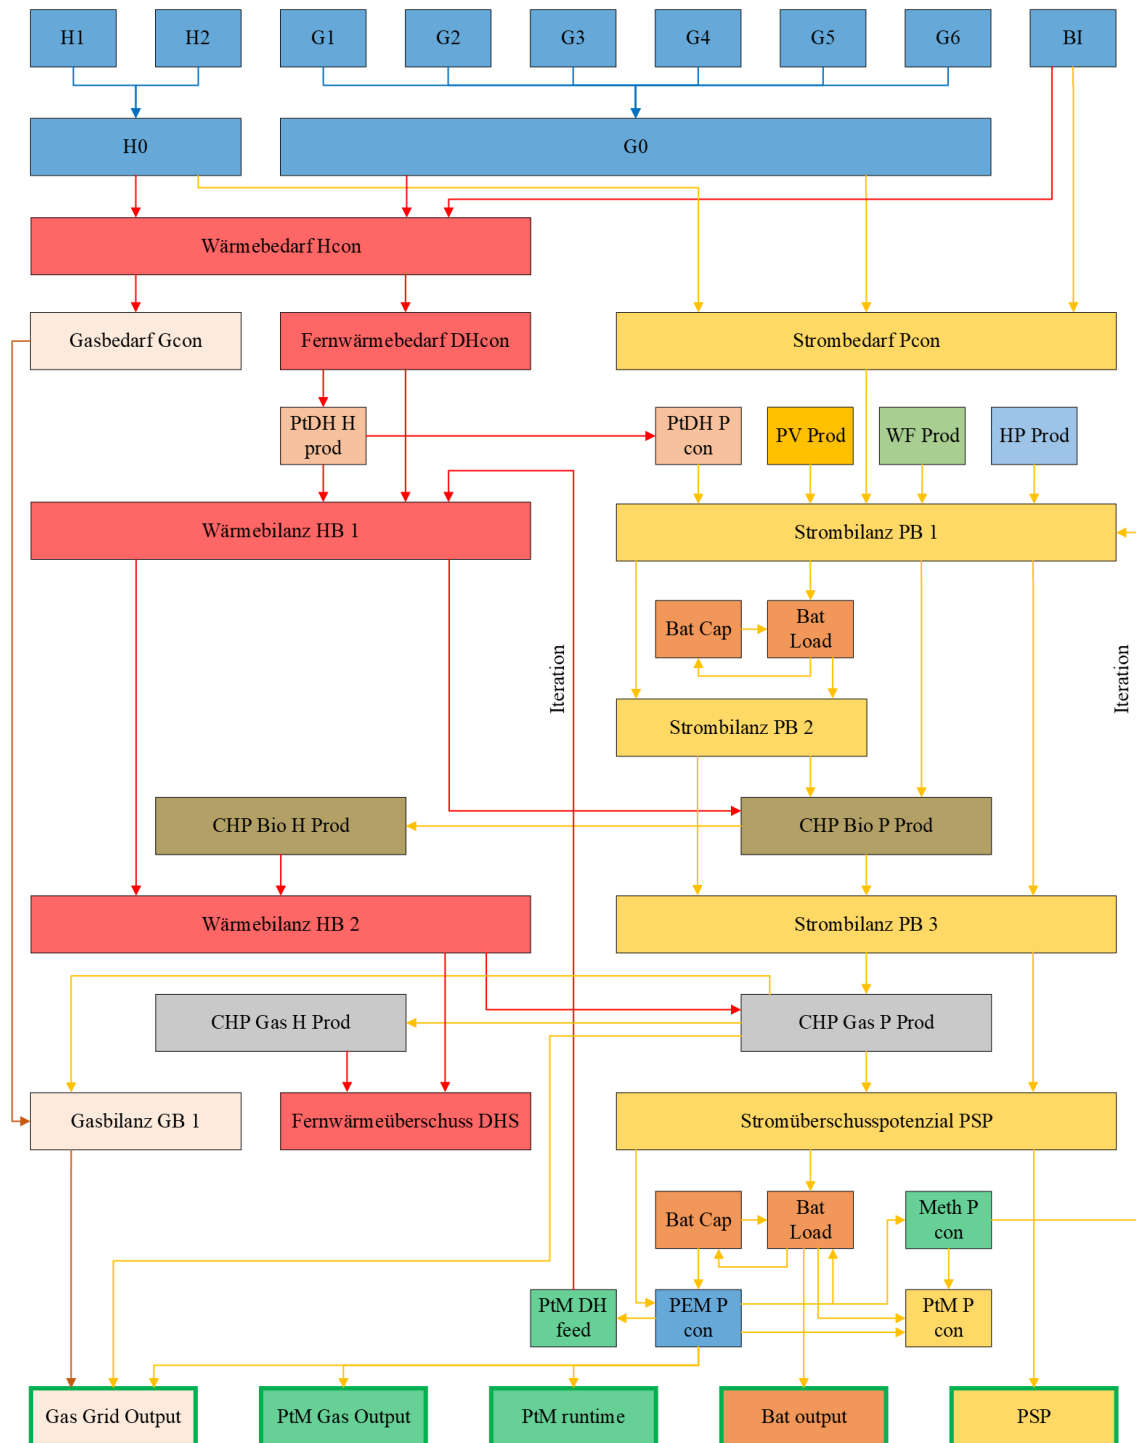 H1
H2
G1
G2
G3
G4
G5
G6
BI
H0
G0
Wärmebedarf Hcon
Gasbedarf Gcon
Fernwärmebedarf DHcon
Strombedarf Pcon
PtDH H
prod
PtDH P
con
PV Prod
WF Prod
HP Prod
Wärmebilanz HB 1
Strombilanz PB 1
Bat Cap
Bat
Load
Iteration
Iteration
Strombilanz PB 2
CHP Bio H Prod
CHP Bio P Prod
Wärmebilanz HB 2
Strombilanz PB 3
CHP Gas H Prod
CHP Gas P Prod
Gasbilanz GB 1
Fernwärmeüberschuss DHS
Stromüberschusspotenzial PSP
Bat Cap
Bat
Load
Meth P
con
PtM DH
feed
PEM P
con
PtM P
con
Gas Grid Output
PtM Gas Output
PtM runtime
Bat output
PSP